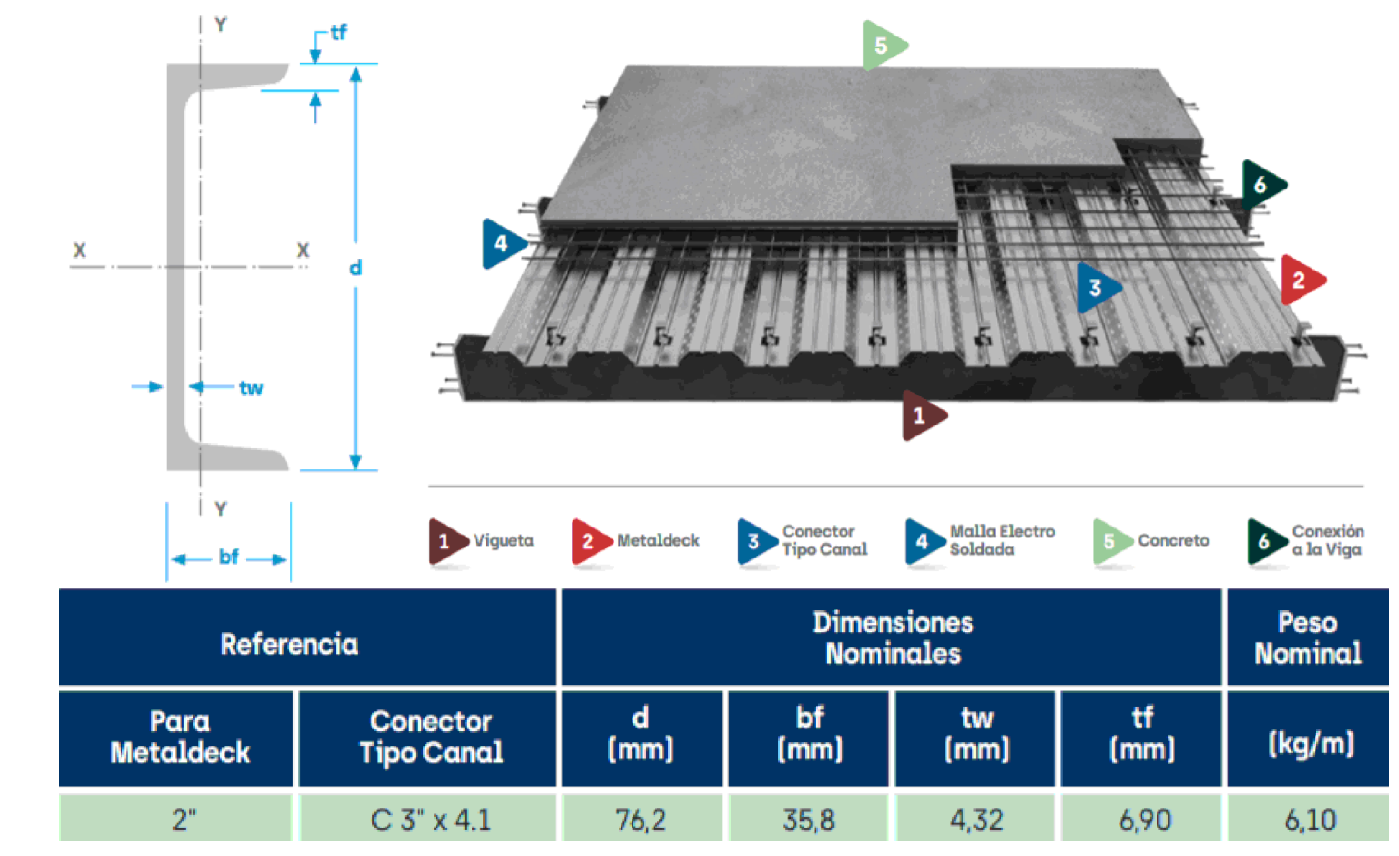 Y
tf
X
X
d
tw
Y
bf
5
6
4
3
2
1
1 Vigueta
2 Metaldeck
3 Conector
Tipo Canal
4 Malla Electro
Soldada
5 Concreto
6 Conexión
a la Viga
Referencia
Dimensiones
Nominales
Peso
Nominal
Para
Metaldeck
Conector
Tipo Canal
d
(mm)
bf
(mm)
tw
(mm)
tf
(mm)
(kg/m)
2"
C 3" x 4.1
76,2
35,8
4,32
6,90
6,10